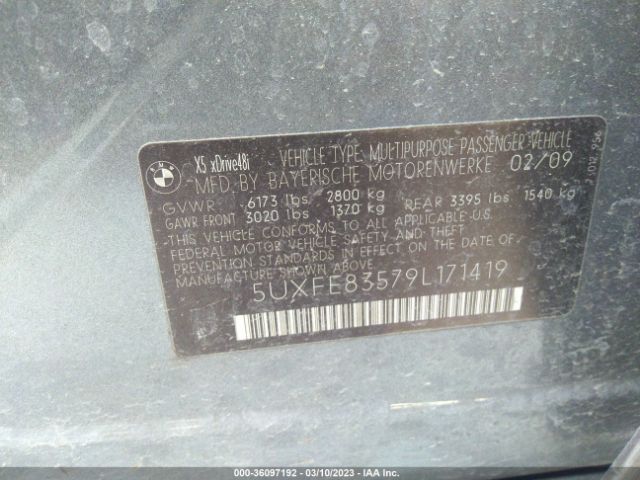 X5 xDrive48i VEHICLE TYPE MULTIPURPOSE PASSENGER VEHICLE
MFD. BY BAYERISCHE MOTORENWERKE 02/09
GVWR 6173 lbs 2800 kg
GAWR FRONT 3020 lbs 1370 kg REAR 3395 lbs 1540 kg
THIS VEHICLE CONFORMS TO ALL APPLICABLE U.S.
FEDERAL MOTOR VEHICLE SAFETY AND THEFT
PREVENTION STANDARDS IN EFFECT ON THE DATE OF
MANUFACTURE SHOWN ABOVE.
5UXFE83579L171419
BMW
000-36097192 — 03/10/2023 — IAA Inc.